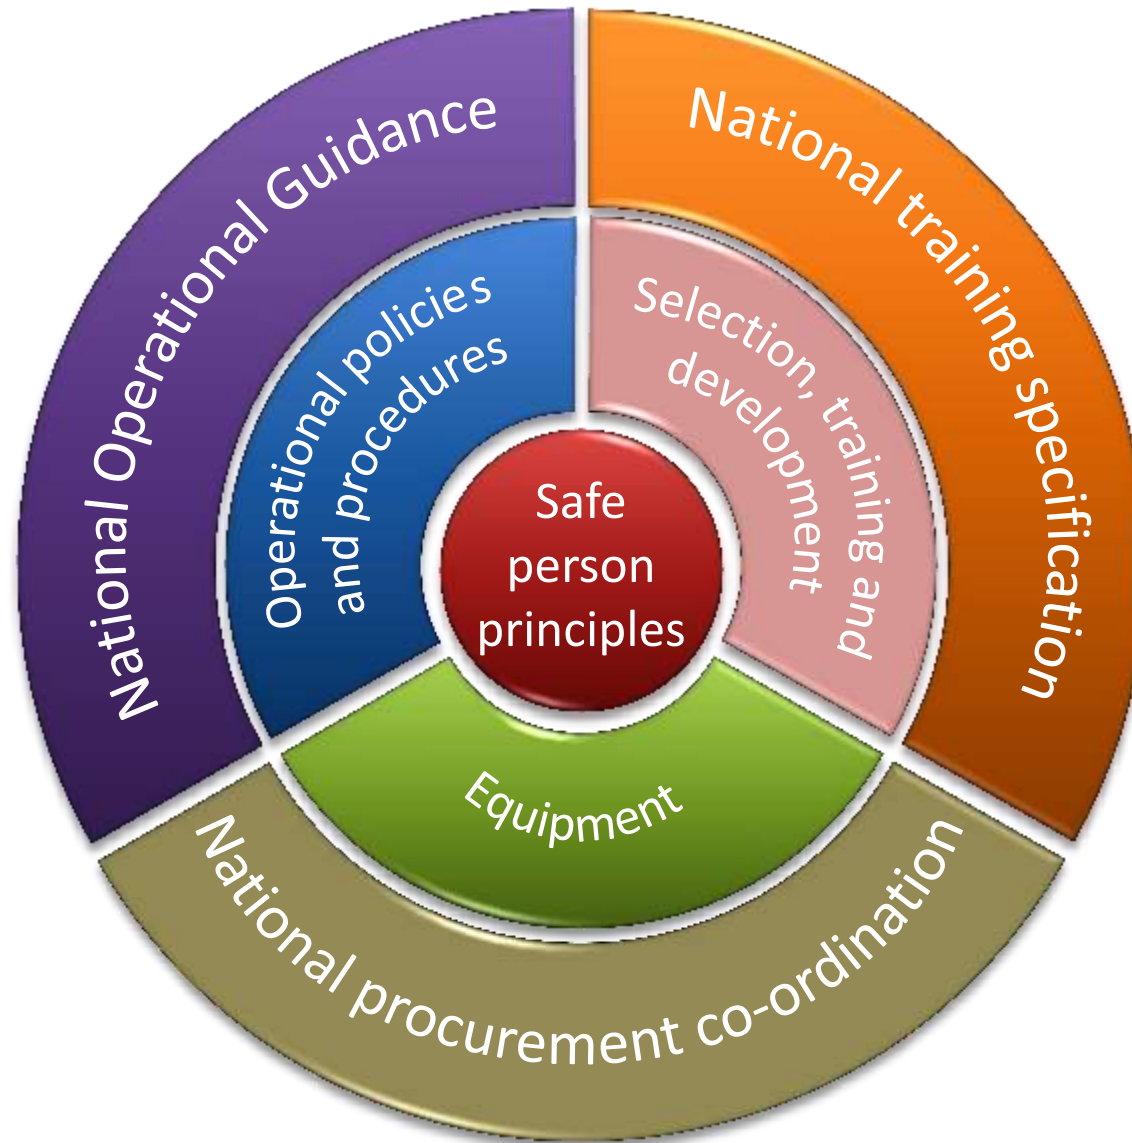 National Operational Guidance
National training specification
Operational policies
and procedures
Selection, training and
development
Safe
person
principles
Equipment
National procurement co-ordination